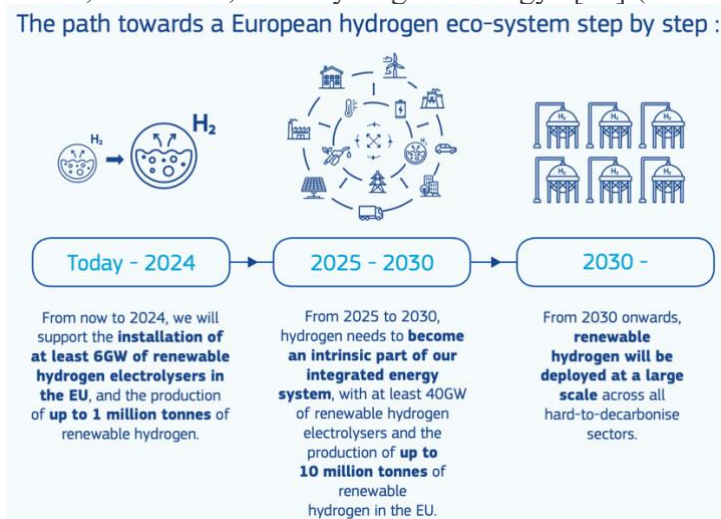 The path towards a European hydrogen eco-system step by step :
H₂
H₂
Today - 2024
2025 - 2030
2030 -
From now to 2024, we will
support the installation of
at least 6GW of renewable
hydrogen electrolysers in
the EU, and the production
of up to 1 million tonnes of
renewable hydrogen.
From 2025 to 2030,
hydrogen needs to become
an intrinsic part of our
integrated energy
system, with at least 40GW
of renewable hydrogen
electrolysers and the
production of up to
10 million tonnes of
renewable
hydrogen in the EU.
From 2030 onwards,
renewable
hydrogen will be
deployed at a large
scale across all
hard-to-decarbonise
sectors.